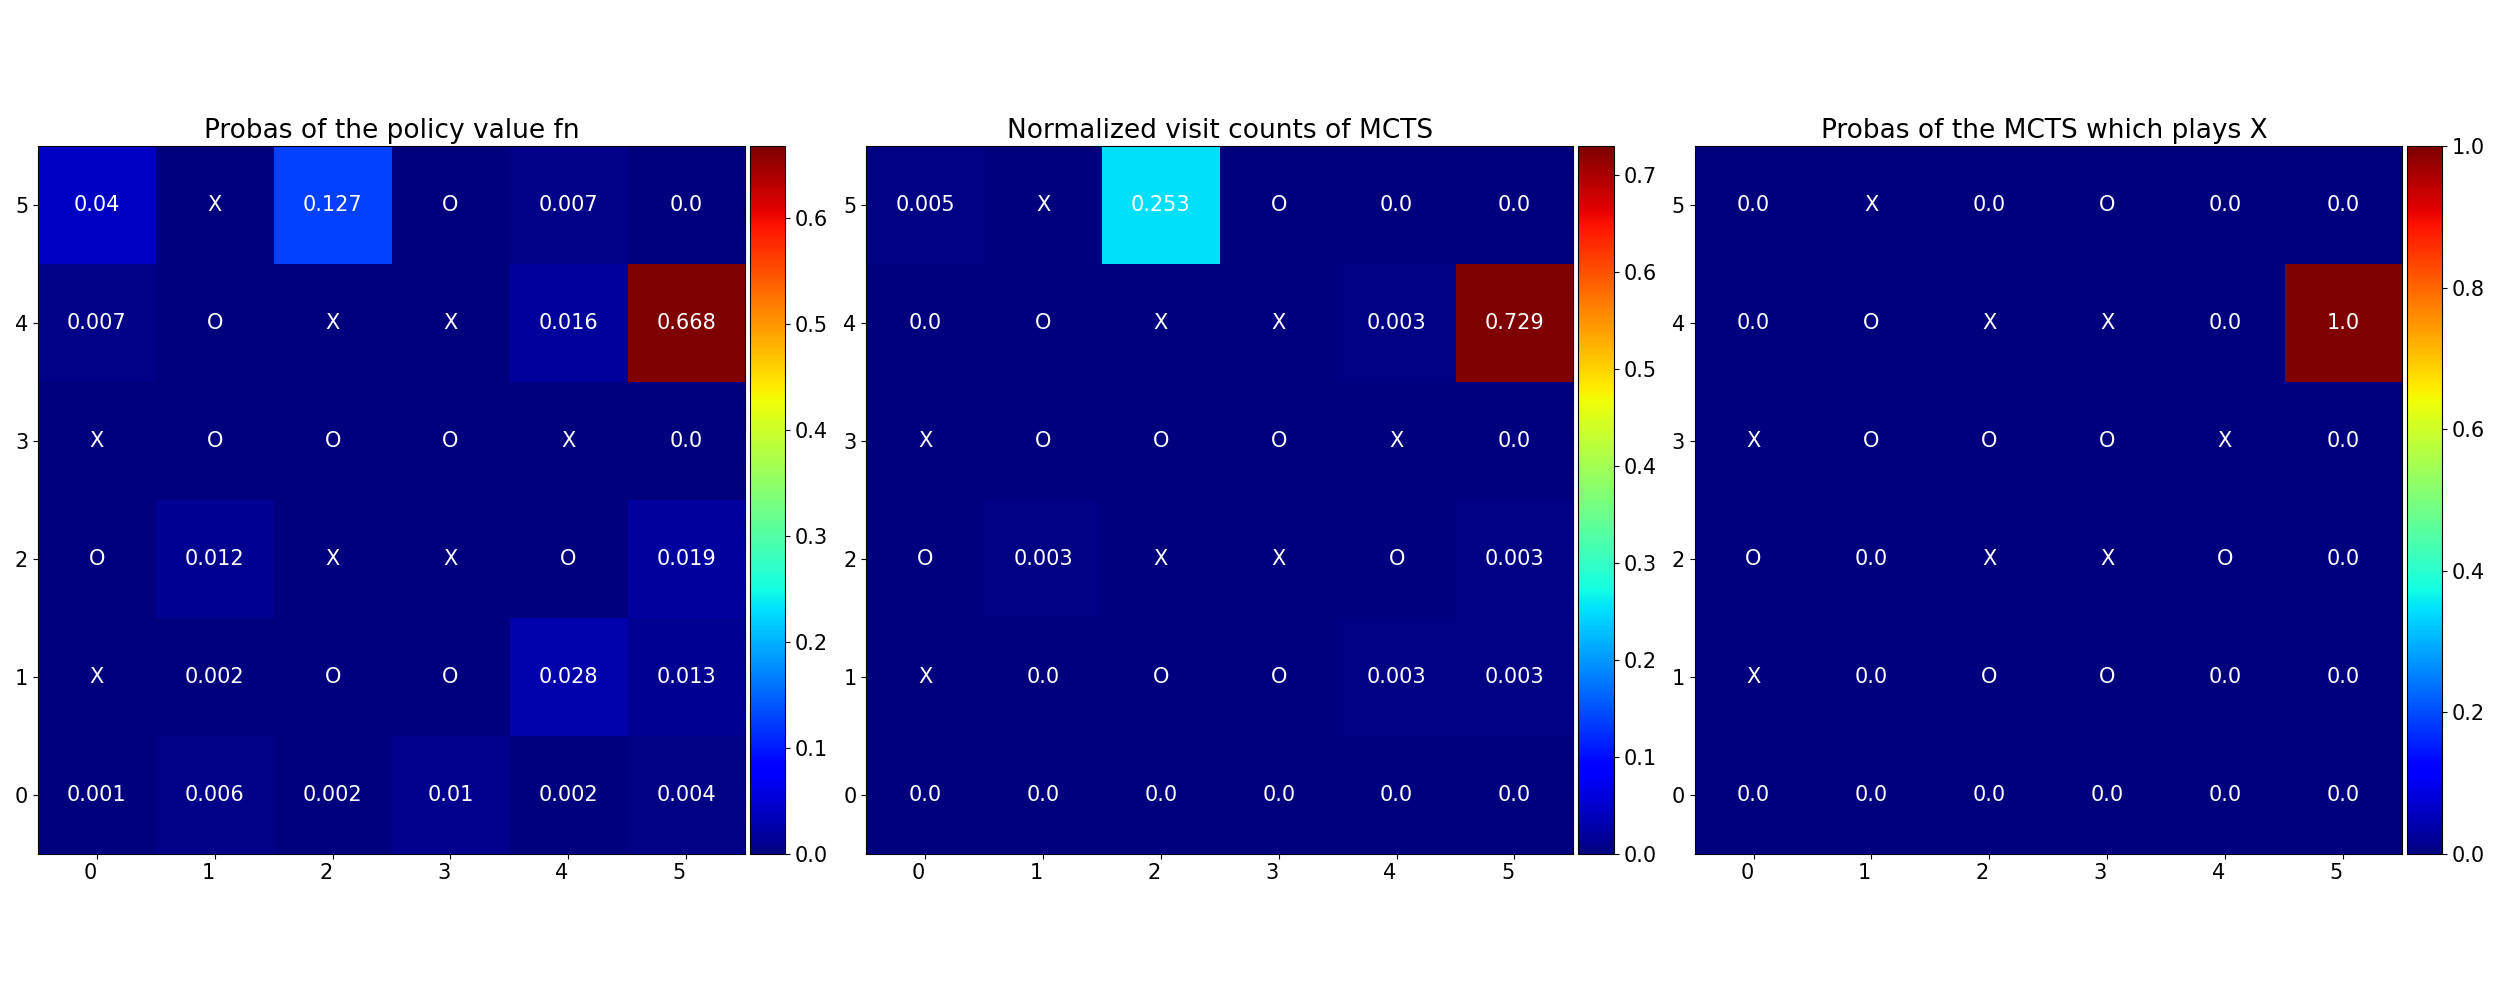 Probas of the policy value fn
5 0.04 X 0.127 O 0.007 0.0
4 0.007 O X X 0.016 0.668
3 X O O O X 0.0
2 O 0.012 X X O 0.019
1 X 0.002 O O 0.028 0.013
0 0.001 0.006 0.002 0.01 0.002 0.004
0 1 2 3 4 5
0.6
0.5
0.4
0.3
0.2
0.1
0.0
Normalized visit counts of MCTS
5 0.005 X 0.253 O 0.0 0.0
4 0.0 O X X 0.003 0.729
3 X O O O X 0.0
2 O 0.003 X X O 0.003
1 X 0.0 O O 0.003 0.003
0 0.0 0.0 0.0 0.0 0.0 0.0
0 1 2 3 4 5
0.7
0.6
0.5
0.4
0.3
0.2
0.1
0.0
Probas of the MCTS which plays X
5 0.0 X 0.0 O 0.0 0.0
4 0.0 O X X 0.0 1.0
3 X O O O X 0.0
2 O 0.0 X X O 0.0
1 X 0.0 O O 0.0 0.0
0 0.0 0.0 0.0 0.0 0.0 0.0
0 1 2 3 4 5
1.0
0.8
0.6
0.4
0.2
0.0